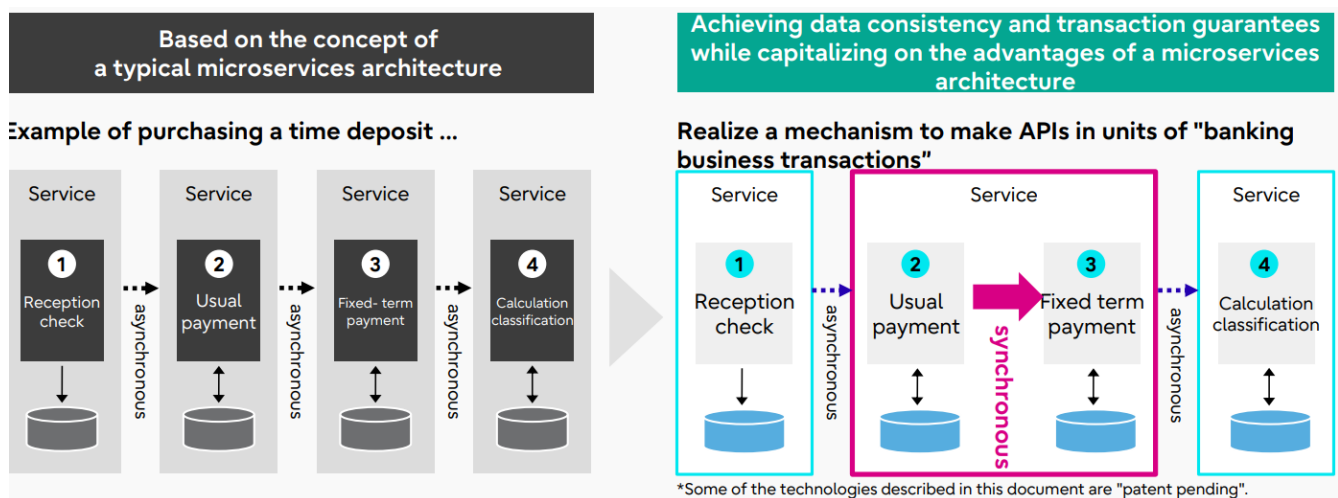 Based on the concept of
a typical microservices architecture
Example of purchasing a time deposit ...
Service
1
Reception
check
asynchronous
Service
2
Usual
payment
asynchronous
Service
3
Fixed- term
payment
asynchronous
Service
4
Calculation
classification
Achieving data consistency and transaction guarantees
while capitalizing on the advantages of a microservices
architecture
Realize a mechanism to make APIs in units of "banking
business transactions"
Service
1
Reception
check
asynchronous
Service
2
Usual
payment
synchronous
3
Fixed term
payment
asynchronous
Service
4
Calculation
classification
*Some of the technologies described in this document are "patent pending".